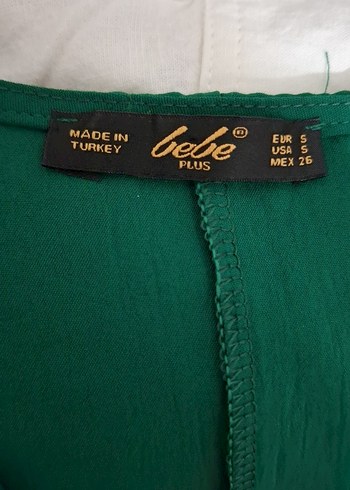 MADE IN
TURKEY
bebe®
PLUS
EUR S
USA S
MEX 26